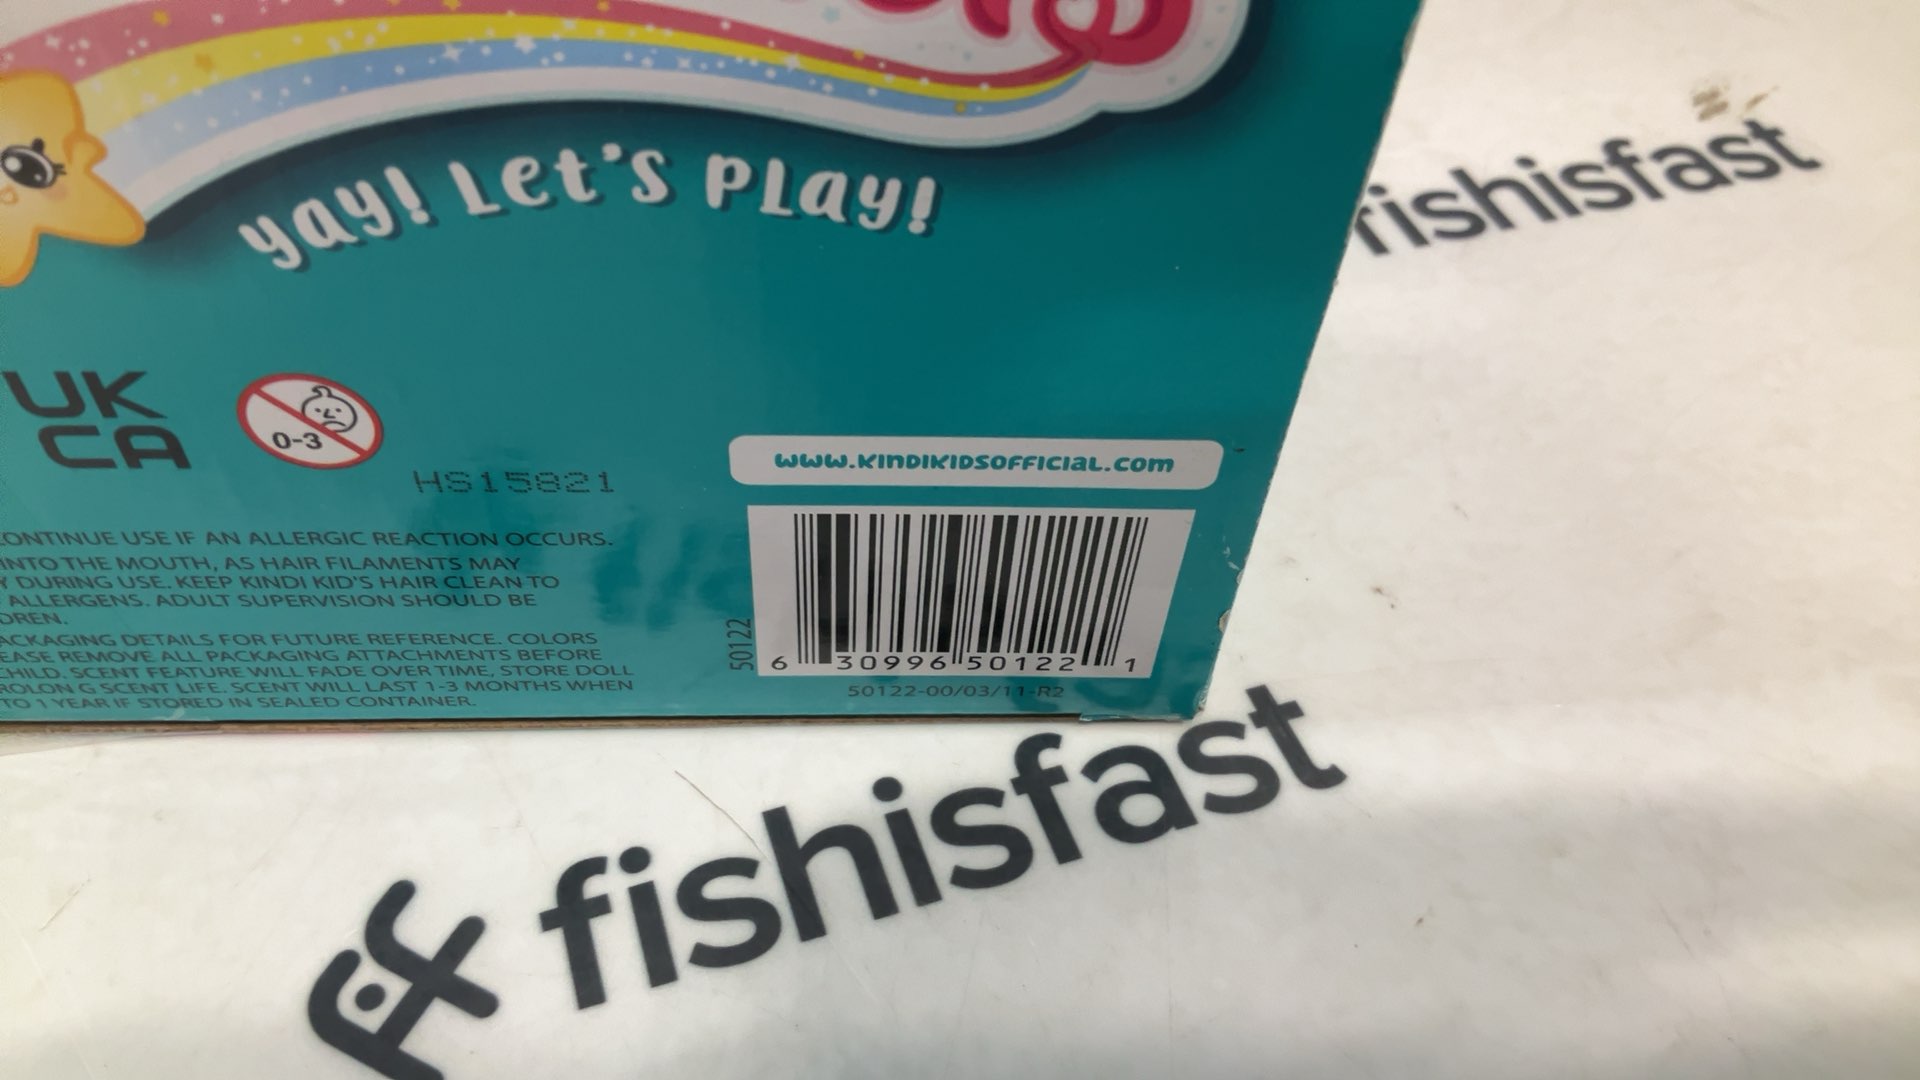 yay! Let's Play!
fishisfast
UK
CA
0-3
HS15821
www.KINDIKIDSOFFICIAL.com
CONTINUE USE IF AN ALLERGIC REACTION OCCURS.
INTO THE MOUTH, AS HAIR FILAMENTS MAY
DURING USE. KEEP KINDI KID'S HAIR CLEAN TO
ALLERGENS. ADULT SUPERVISION SHOULD BE
DREN.
ACKAGING DETAILS FOR FUTURE REFERENCE. COLORS
EASE REMOVE ALL PACKAGING ATTACHMENTS BEFORE
CHILD. SCENT FEATURE WILL FADE OVER TIME, STORE DOLL
ROLONG SCENT LIFE. SCENT WILL LAST 1-3 MONTHS WHEN
TO 1 YEAR IF STORED IN SEALED CONTAINER.
50122
6 30996 50122 1
50122-00/03/11-R2
fishisfast